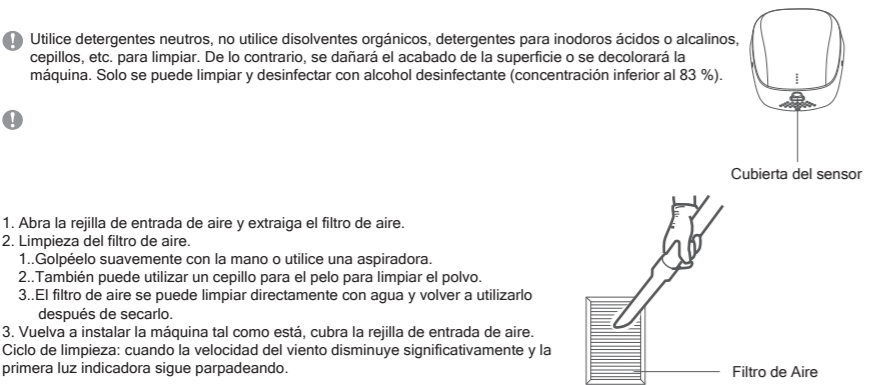 Utilice detergentes neutros, no utilice disolventes orgánicos, detergentes para inodoros ácidos o alcalinos,
cepillos, etc. para limpiar. De lo contrario, se dañará el acabado de la superficie o se decolorará la
máquina. Solo se puede limpiar y desinfectar con alcohol desinfectante (concentración inferior al 83 %).
Cubierta del sensor
1. Abra la rejilla de entrada de aire y extraiga el filtro de aire.
2. Limpieza del filtro de aire.
1..Golpéelo suavemente con la mano o utilice una aspiradora.
2..También puede utilizar un cepillo para el pelo para limpiar el polvo.
3..El filtro de aire se puede limpiar directamente con agua y volver a utilizarlo
después de secarlo.
3. Vuelva a instalar la máquina tal como está, cubra la rejilla de entrada de aire.
Ciclo de limpieza: cuando la velocidad del viento disminuye significativamente y la
primera luz indicadora sigue parpadeando.
Filtro de Aire